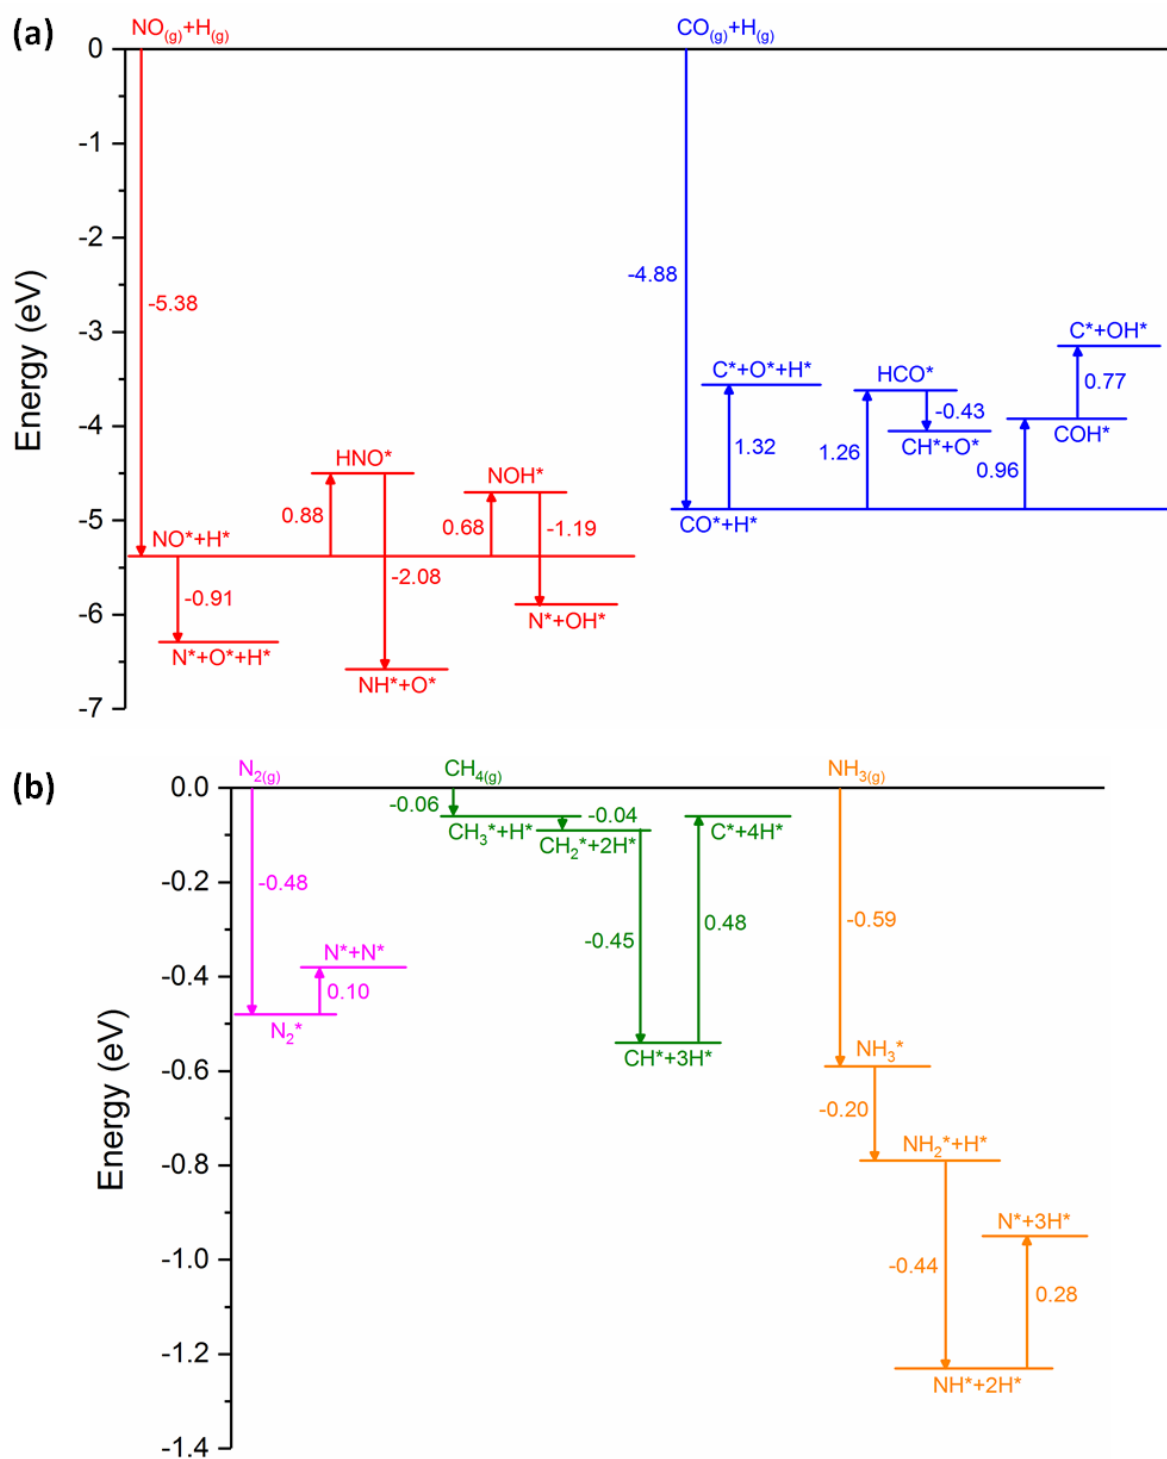 (a)
NO(g)+H(g)
CO(g)+H(g)
0
-1
-2
-3
-4
-5
-6
-7
Energy (eV)
-5.38
NO*+H*
-0.91
N*+O*+H*
HNO*
0.88
-2.08
NH*+O*
NOH*
0.68
-1.19
N*+OH*
-4.88
CO*+H*
C*+O*+H*
1.32
HCO*
1.26
-0.43
CH*+O*
C*+OH*
0.77
COH*
0.96
(b)
N2(g)
CH4(g)
NH3(g)
0.0
-0.2
-0.4
-0.6
-0.8
-1.0
-1.2
-1.4
Energy (eV)
-0.48
N*+N*
0.10
N2*
-0.06
CH3*+H*
-0.04
CH2*+2H*
C*+4H*
-0.45
0.48
CH*+3H*
-0.59
NH3*
-0.20
NH2*+H*
N*+3H*
-0.44
0.28
NH*+2H*